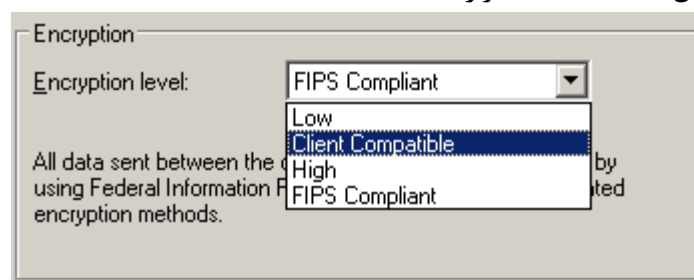 Encryption
Encryption level:
FIPS Compliant
Low
Client Compatible
High
FIPS Compliant
All data sent between the
by
using Federal Information
encryption methods.